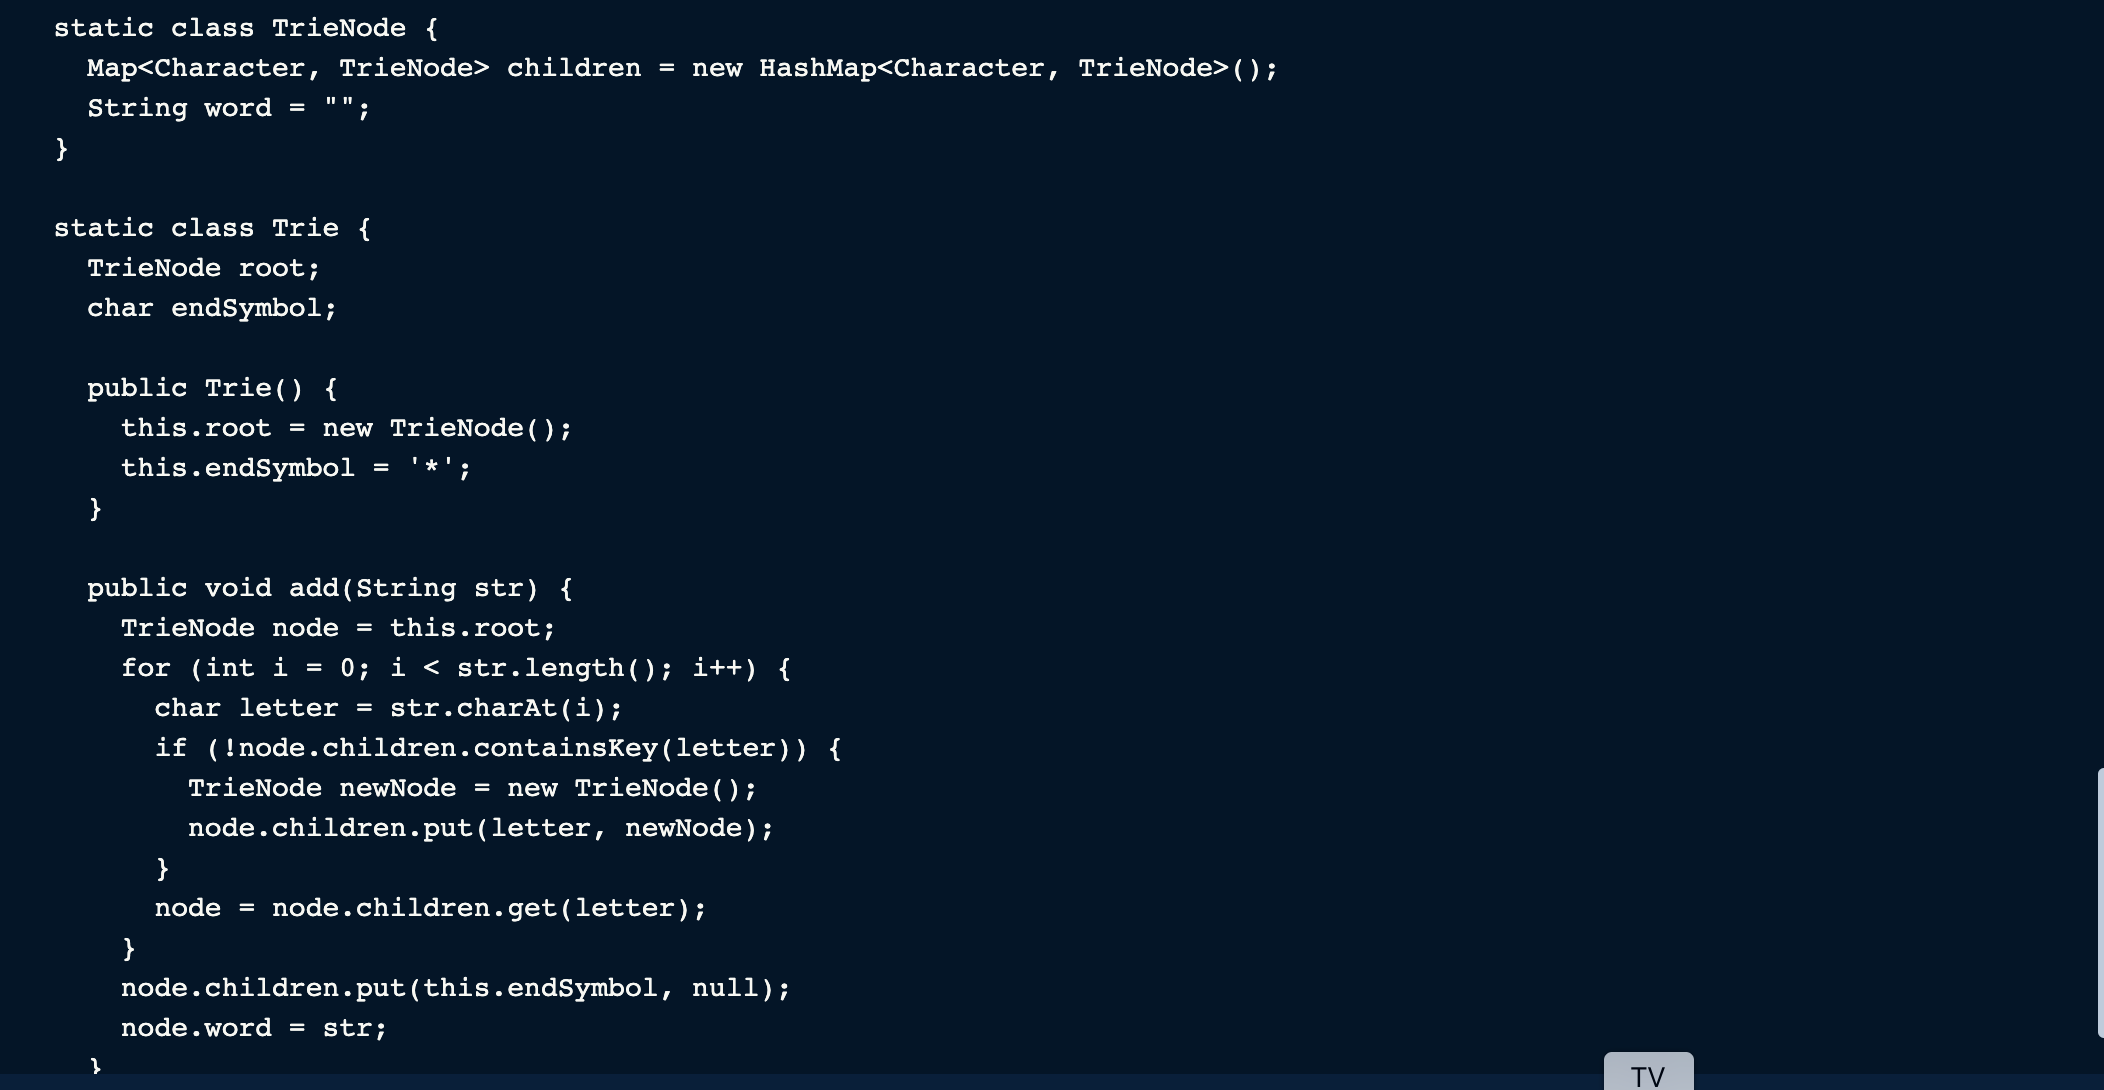 static class TrieNode {
  Map<Character, TrieNode> children = new HashMap<Character, TrieNode>();
  String word = "";
}

static class Trie {
  TrieNode root;
  char endSymbol;

  public Trie() {
    this.root = new TrieNode();
    this.endSymbol = '*';
  }

  public void add(String str) {
    TrieNode node = this.root;
    for (int i = 0; i < str.length(); i++) {
      char letter = str.charAt(i);
      if (!node.children.containsKey(letter)) {
        TrieNode newNode = new TrieNode();
        node.children.put(letter, newNode);
      }
      node = node.children.get(letter);
    }
    node.children.put(this.endSymbol, null);
    node.word = str;
  }
TV